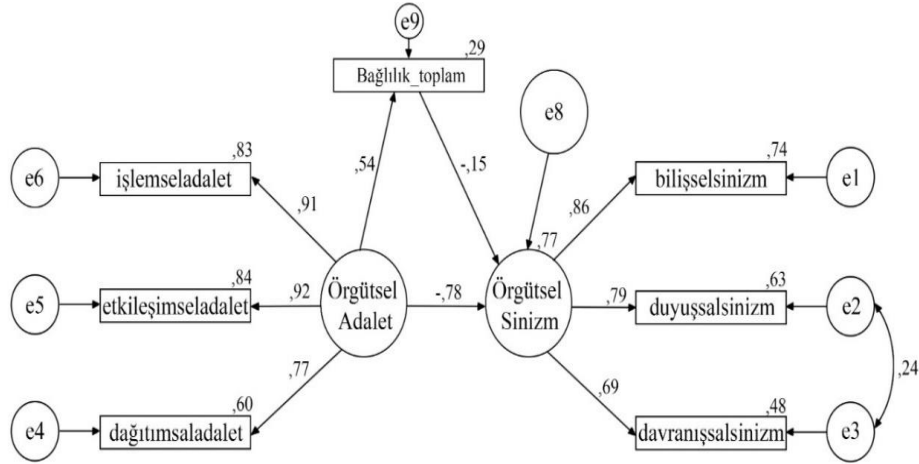 e9
,29
Bağlılık_toplam
e8
e6
,83
işlemseladalet
,54
-,15
,74
bilişselsinizm
e1
,91
,86
,77
e5
,84
etkileşimseladalet
,92
Örgütsel
Adalet
-,78
Örgütsel
Sinizm
,79
,63
duyuşsalsinizm
e2
,77
,69
,24
e4
,60
dağıtımsaladalet
,48
davranışsalsinizm
e3